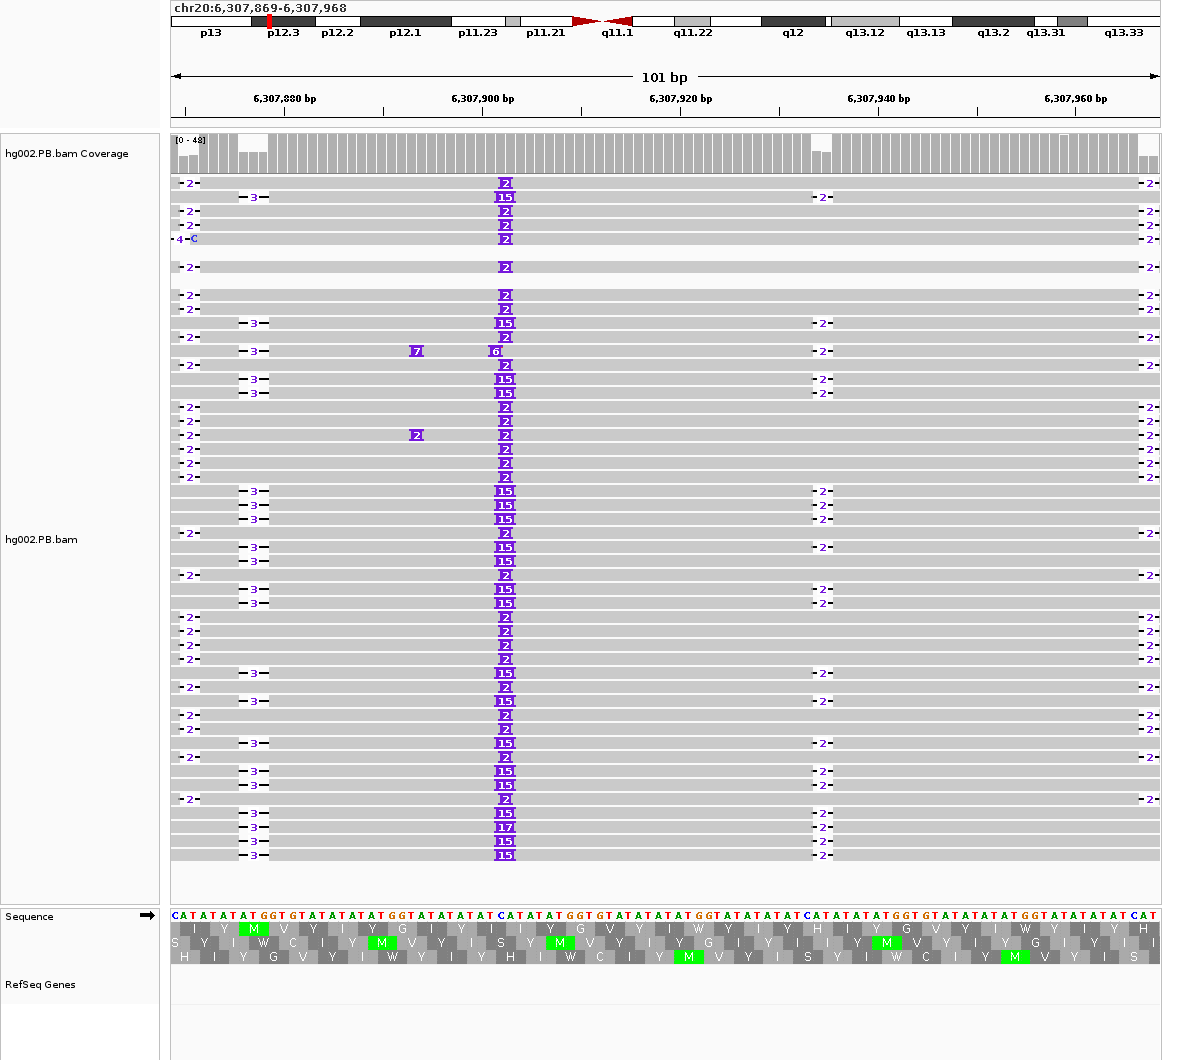 chr20:6,307,869-6,307,968
p13 p12.3 p12.2 p12.1 p11.23 p11.21 q11.1 q11.22 q12 q13.12 q13.13 q13.2 q13.31 q13.33
101 bp
6,307,880 bp 6,307,900 bp 6,307,920 bp 6,307,940 bp 6,307,960 bp
[0 - 48]
hg002.PB.bam Coverage
2 2 2
3 15 2
2 2 2
2 2 2
4 C 2 2
2 2 2
2 2 2
2 2 2
3 15 2
2 2 2
3 7 6 2
2 2 2
3 15 2
3 15 2
2 2 2
2 2 2
2 2 2 2
2 2 2
2 2 2
2 2 2
3 15 2
3 15 2
3 15 2
2 2 2
hg002.PB.bam
3 15 2
3 15 2
2 2 2
3 15 2
3 15 2
2 2 2
2 2 2
2 2 2
2 2 2
3 15 2
2 2 2
3 15 2
2 2 2
2 2 2
3 15 2
2 2 2
3 15 2
3 15 2
2 2 2
3 15 2
3 17 2
3 15 2
3 15 2
Sequence
CATATATATGGTGTATATATATGGTATATATATCATATATGGTGTATATATATGGTATATATATCATATATATGGTGTATATATATGGTATATATATCAT
I Y M V Y I Y G I Y I I Y G V Y I W Y I Y H I Y G V Y I W Y I Y H
S Y I W C I Y M V Y I S Y M V Y I Y G I Y I I Y M V Y I Y G I Y I I
H I Y G V Y I W Y I Y H I W C I Y M V Y I S Y I W C I Y M V Y I S
RefSeq Genes